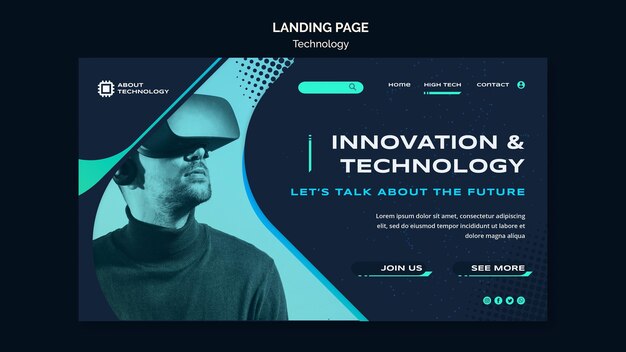 LANDING PAGE
Technology
ABOUT
TECHNOLOGY
Home
HIGH TECH
contact
INNOVATION &
TECHNOLOGY
LET'S TALK ABOUT THE FUTURE
Lorem ipsum dolor sit amet, consectetur adipiscing
elit, sed do eiusmod tempor incididunt ut labore et
dolore magna aliqua
JOIN US
SEE MORE